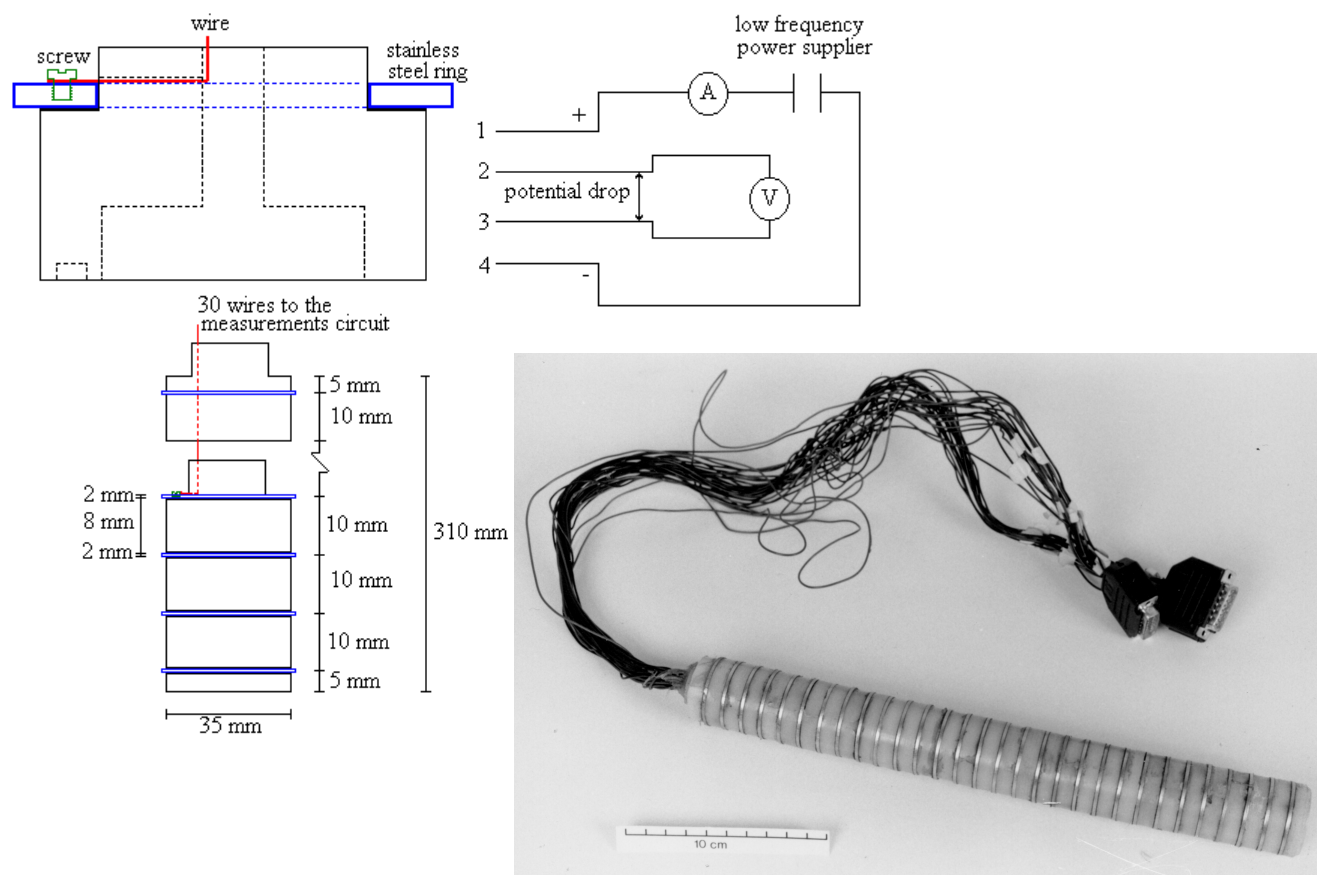 wire
screw
stainless
steel ring
low frequency
power supplier
A
+
1
2
potential drop
V
3
4
-
30 wires to the
measurements circuit
5 mm
10 mm
2 mm
8 mm
2 mm
10 mm
310 mm
10 mm
10 mm
5 mm
35 mm
10 cm